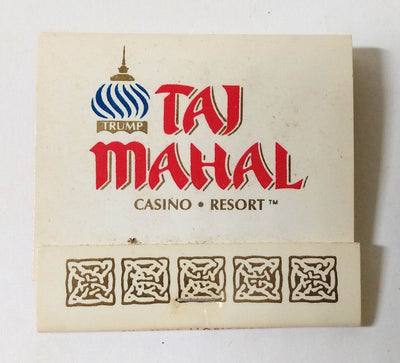 TRUMP
TAJ
MAHAL
CASINO • RESORT™